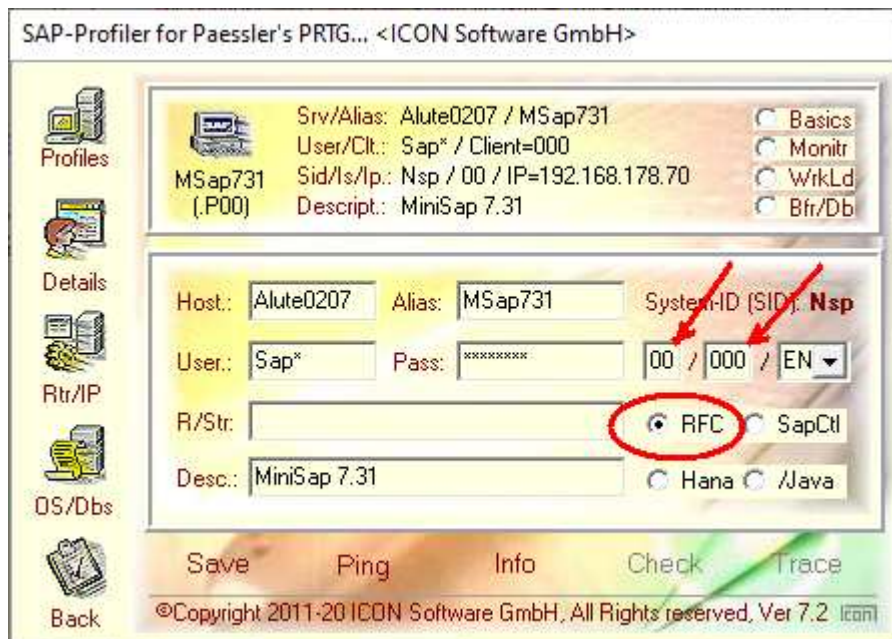 SAP-Profiler for Paessler's PRTG... <ICON Software GmbH>
Profiles
Details
Rtr/IP
OS/Dbs
Back
MSap731
(.P00)
Srv/Alias: Alute0207 / MSap731
User/Clt.: Sap* / Client=000
Sid/Is/Ip.: Nsp / 00 / IP=192.168.178.70
Descript.: MiniSap 7.31
Basics
Monitr
WrkLd
Bfr/Db
Host.: Alute0207 Alias: MSap731 System-ID (SID): Nsp
User.: Sap* Pass: ******** 00 / 000 / EN
R/Str: RFC SapCtl
Desc.: MiniSap 7.31 Hana /Java
Save Ping Info Check Trace
©Copyright 2011-20 ICON Software GmbH, All Rights reserved, Ver 7.2 Icon